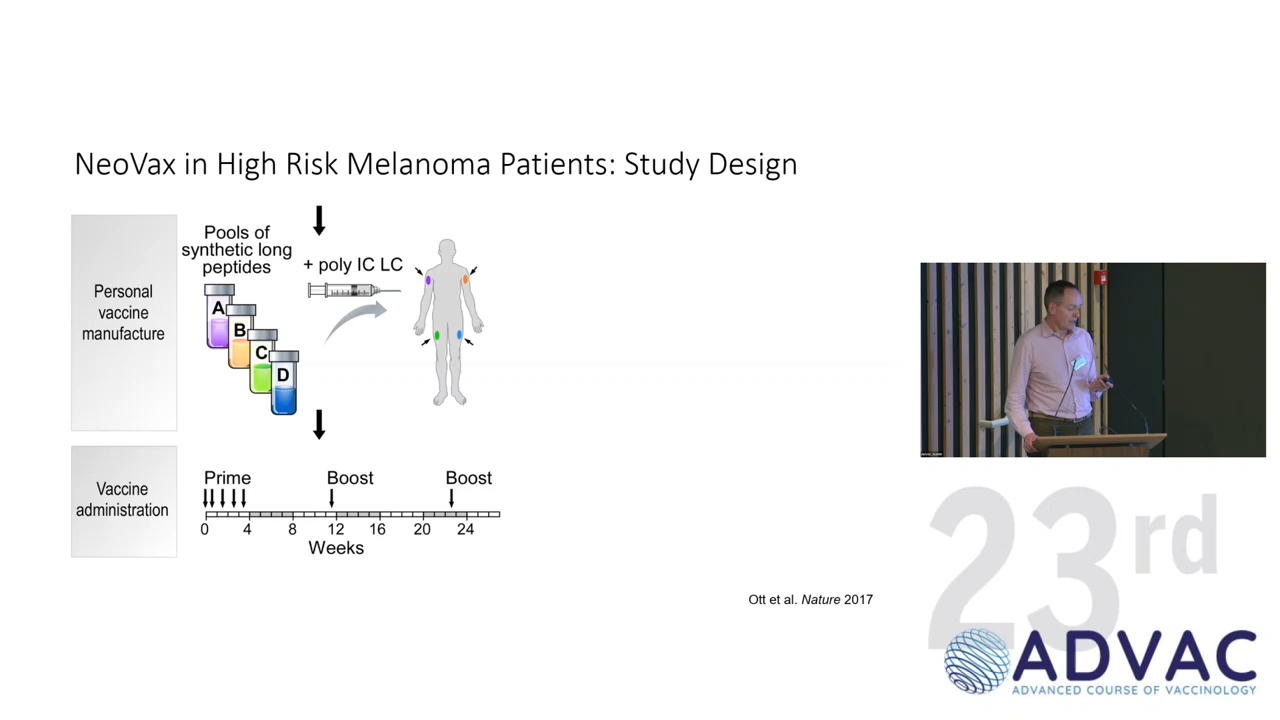 NeoVax in High Risk Melanoma Patients: Study Design
Personal
vaccine
manufacture
Pools of
synthetic long
peptides
+ poly IC LC
A
B
C
D
Vaccine
administration
Prime
Boost
Boost
0 4 8 12 16 20 24
Weeks
Ott et al. Nature 2017
23rd
ADVAC
ADVANCED COURSE OF VACCINOLOGY